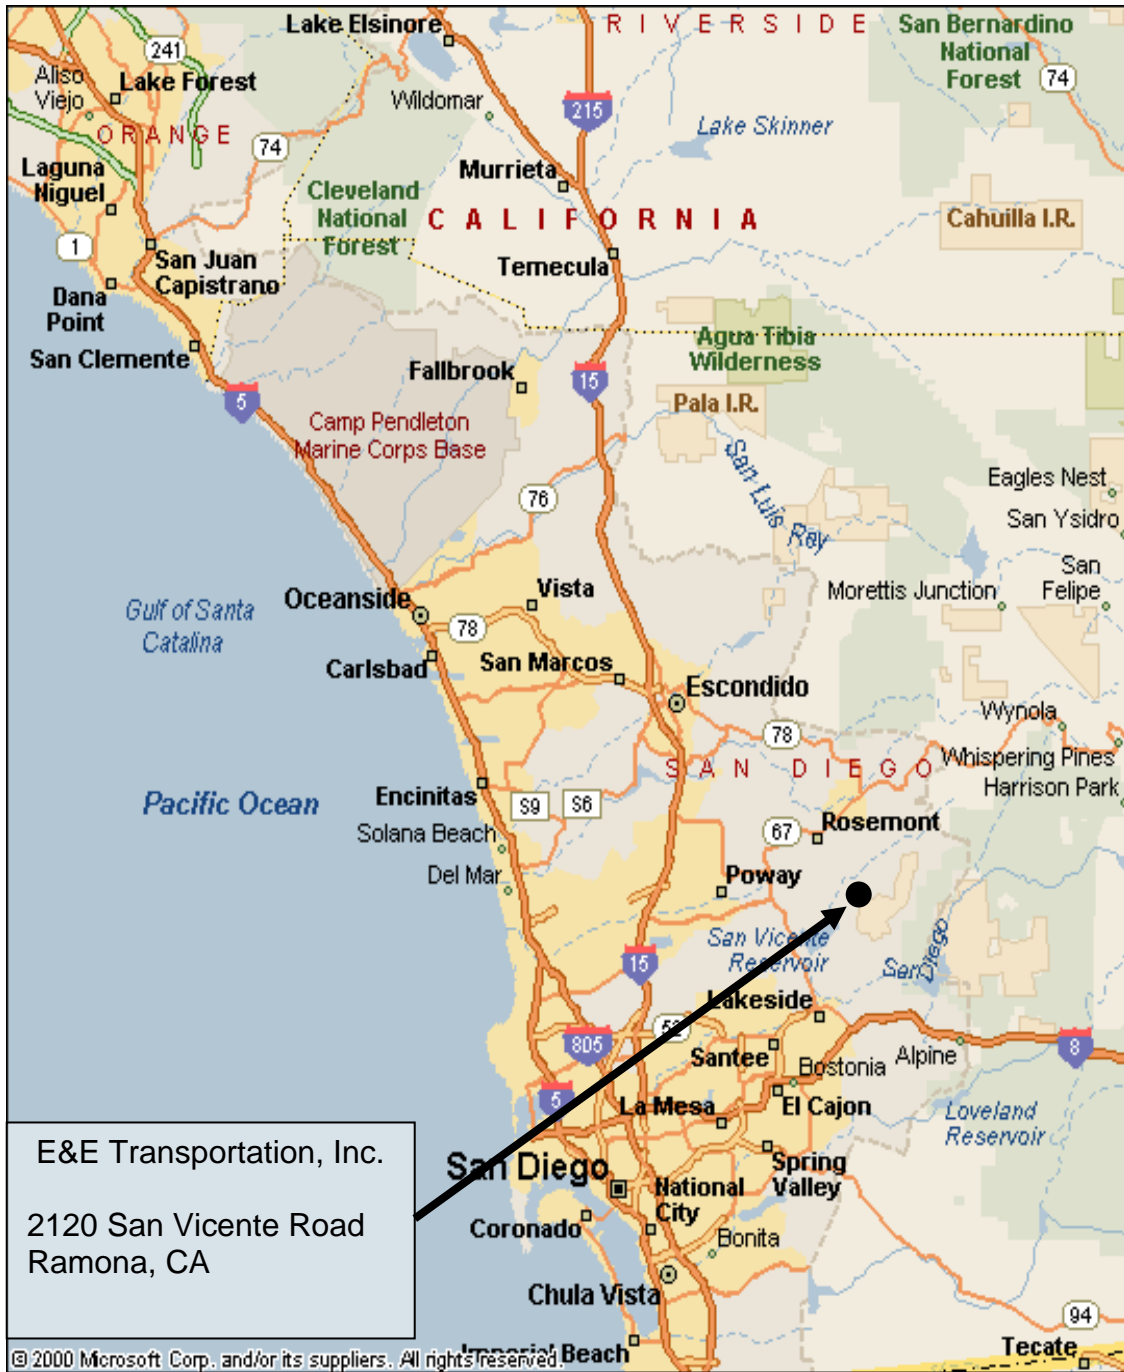 Lake Elsinore
RIVERSIDE
San Bernardino
National
Forest
241
Aliso
Viejo
Lake Forest
74
Wildomar
215
Lake Skinner
ORANGE
74
Laguna
Niguel
Murrieta
Cleveland
National
Forest
CALIFORNIA
Cahuilla I.R.
1
San Juan
Capistrano
Temecula
Dana
Point
San Clemente
Agua Tibia
Wilderness
Fallbrook
15
5
Pala I.R.
Camp Pendleton
Marine Corps Base
San Luis Rey
Eagles Nest
76
San Ysidro
San
Felipe
Morettis Junction
Vista
Oceanside
Gulf of Santa
Catalina
78
Carlsbad
San Marcos
Escondido
Wynola
78
SAN DIEGO
Whispering Pines
Harrison Park
Pacific Ocean
Encinitas
S9
S6
Solana Beach
67
Rosemont
Del Mar
Poway
San Vicente
Reservoir
San Diego
15
Lakeside
52
805
Santee
Alpine
8
Bostonia
5
La Mesa
El Cajon
Loveland
Reservoir
E&E Transportation, Inc.
2120 San Vicente Road
Ramona, CA
San Diego
Spring
Valley
National
City
Coronado
Bonita
Chula Vista
94
Imperial Beach
Tecate
© 2000 Microsoft Corp. and/or its suppliers. All rights reserved.